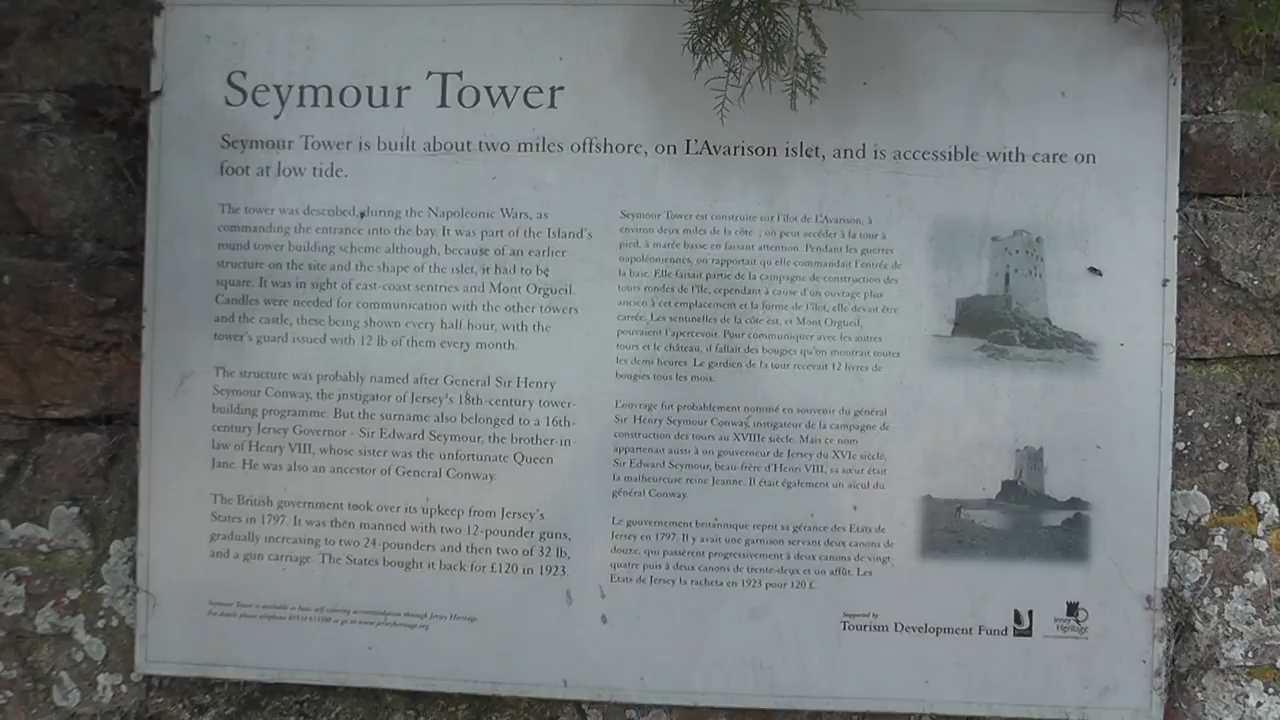 Seymour Tower
Seymour Tower is built about two miles offshore, on L'Avarison islet, and is accessible with care on
foot at low tide.
The tower was described, during the Napoleonic Wars, as
commanding the entrance into the bay. It was part of the Island's
round tower building scheme although, because of an earlier
structure on the site and the shape of the islet, it had to be
square. It was in sight of east-coast sentries and Mont Orgueil.
Candles were needed for communication with the other towers
and the castle, these being shown every half hour, with the
tower's guard issued with 12 lb of them every month.
The structure was probably named after General Sir Henry
Seymour Conway, the instigator of Jersey's 18th-century tower-
building programme. But the surname also belonged to a 16th-
century Jersey Governor - Sir Edward Seymour, the brother-in-
law of Henry VIII, whose sister was the unfortunate Queen
Jane. He was also an ancestor of General Conway.
The British government took over its upkeep from Jersey's
States in 1797. It was then manned with two 12-pounder guns,
gradually increasing to two 24-pounders and then two of 32 lb,
and a gun carriage. The States bought it back for £120 in 1923.
Seymour Tower is available as basic self-catering accommodation through Jersey Heritage.
For details please telephone or go to www.jerseyheritage.org
Seymour Tower est construite sur l'îlot de L'Avarison, à
environ deux miles de la côte , on peut accéder à la tour à
pied, à marée basse en faisant attention. Pendant les guerres
napoléoniennes, on rapportait qu'elle commandait l'entrée de
la baie. Elle faisait partie de la campagne de construction des
tours rondes de l'île, cependant à cause d'un ouvrage plus
ancien à cet emplacement et la forme de l'îlot, elle devait être
carrée. Les sentinelles de la côte est, et Mont Orgueil,
pouvaient l'apercevoir. Pour communiquer avec les autres
tours et le château, il fallait des bougies qu'on montrait toutes
les demi heures. Le gardien de la tour recevait 12 livres de
bougies tous les mois.
L'ouvrage fut probablement nommé en souvenir du général
Sir Henry Seymour Conway, instigateur de la campagne de
construction des tours au XVIIIe siècle. Mais ce nom
appartenait aussi à un gouverneur de Jersey du XVIe siècle,
Sir Edward Seymour, beau-frère d'Henri VIII, sa sœur était
la malheureuse reine Jeanne. Il était également un aïeul du
général Conway.
Le gouvernement britannique reprit sa gérance des Etats de
Jersey en 1797. Il y avait une garnison servant deux canons de
douze, qui passèrent progressivement à deux canons de vingt-
quatre puis à deux canons de trente-deux et un affût. Les
Etats de Jersey la racheta en 1923 pour 120 £.
Supported by
Tourism Development Fund
Jersey
Heritage